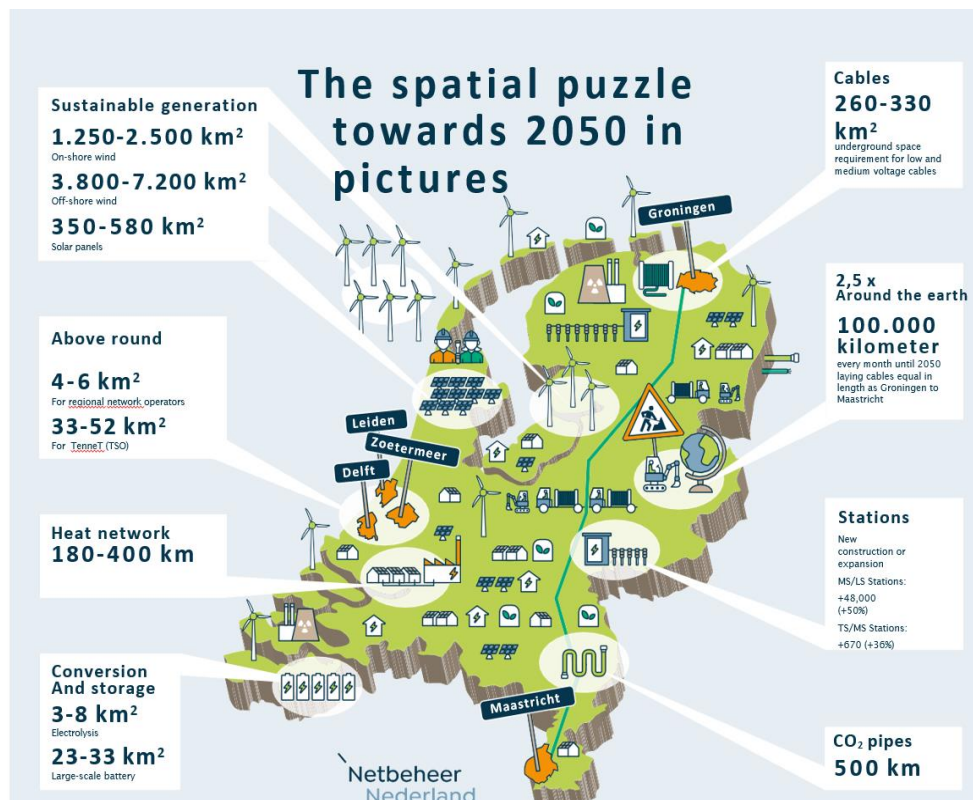 The spatial puzzle
towards 2050 in
pictures
Sustainable generation
1.250-2.500 km²
On-shore wind
3.800-7.200 km²
Off-shore wind
350-580 km²
Solar panels
Above round
4-6 km²
For regional network operators
33-52 km²
For TenneT (TSO)
Heat network
180-400 km
Conversion
And storage
3-8 km²
Electrolysis
23-33 km²
Large-scale battery
Groningen
Leiden
Zoetermeer
Delft
Maastricht
Netbeheer
Nederland
Cables
260-330
km²
underground space
requirement for low and
medium voltage cables
2,5 x
Around the earth
100.000
kilometer
every month until 2050
laying cables equal in
length as Groningen to
Maastricht
Stations
New
construction or
expansion
MS/LS Stations:
+48,000
(+50%)
TS/MS Stations:
+670 (+36%)
CO₂ pipes
500 km